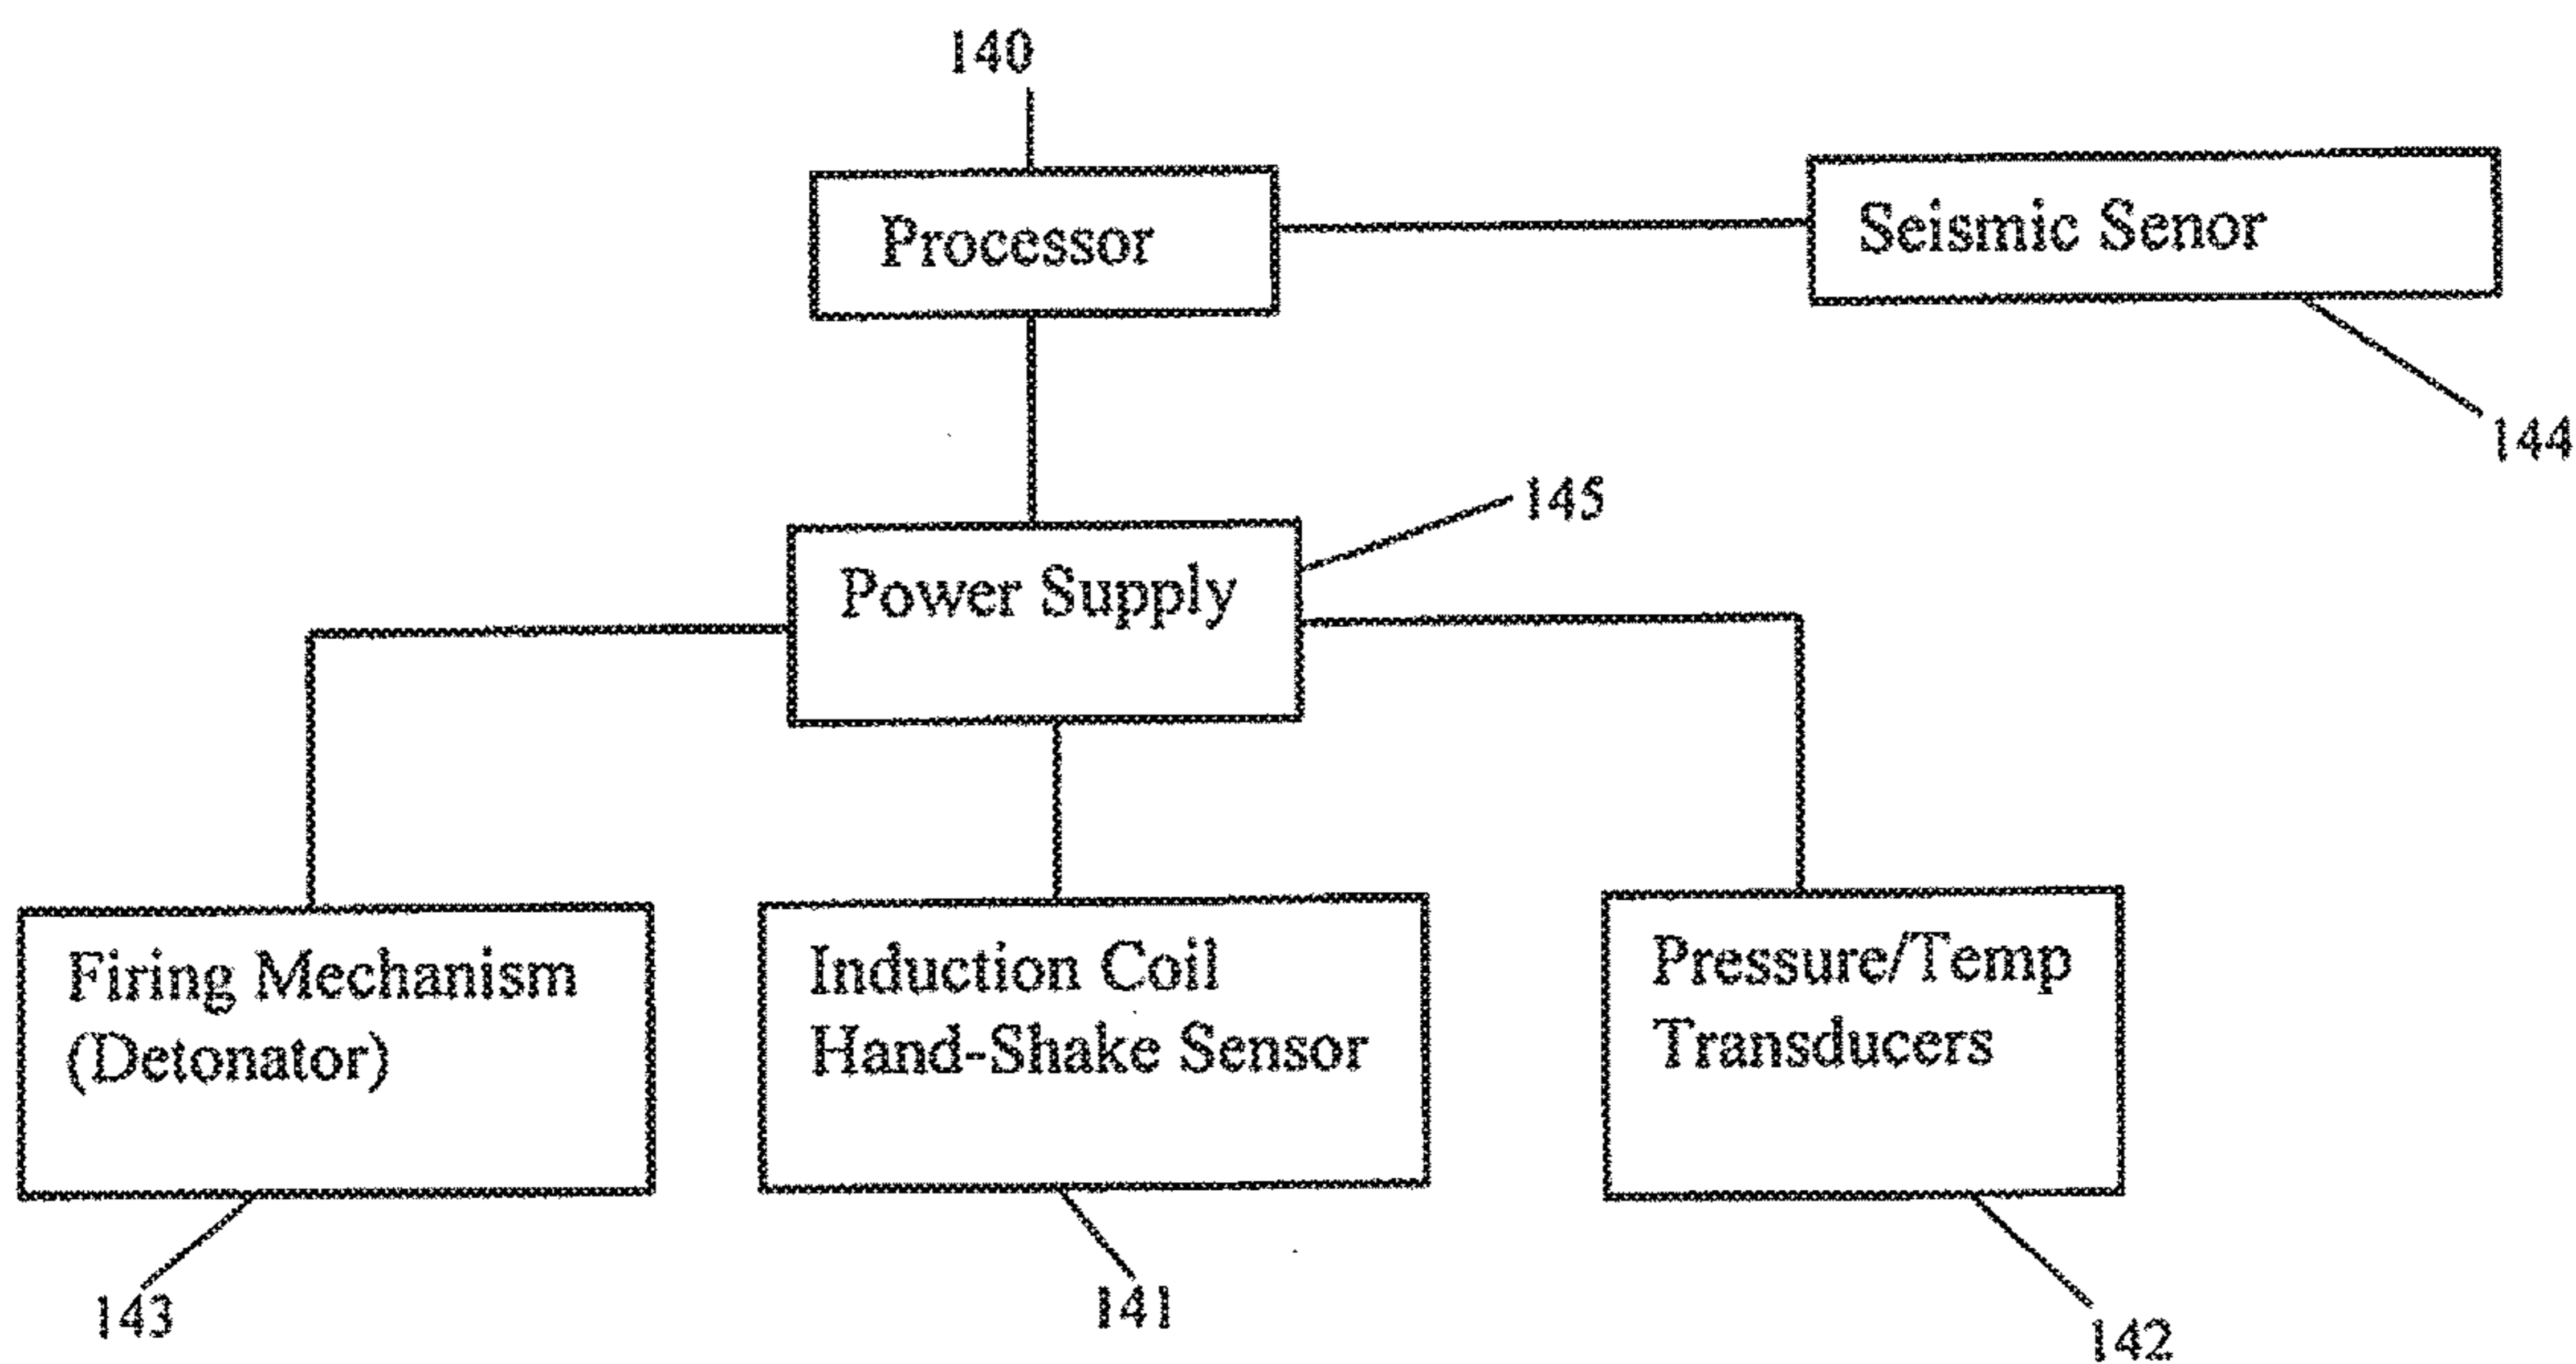 140
Processor
Seismic Senor
144
145
Power Supply
Firing Mechanism
(Detonator)
Induction Coil
Hand-Shake Sensor
Pressure/Temp
Transducers
143
141
142